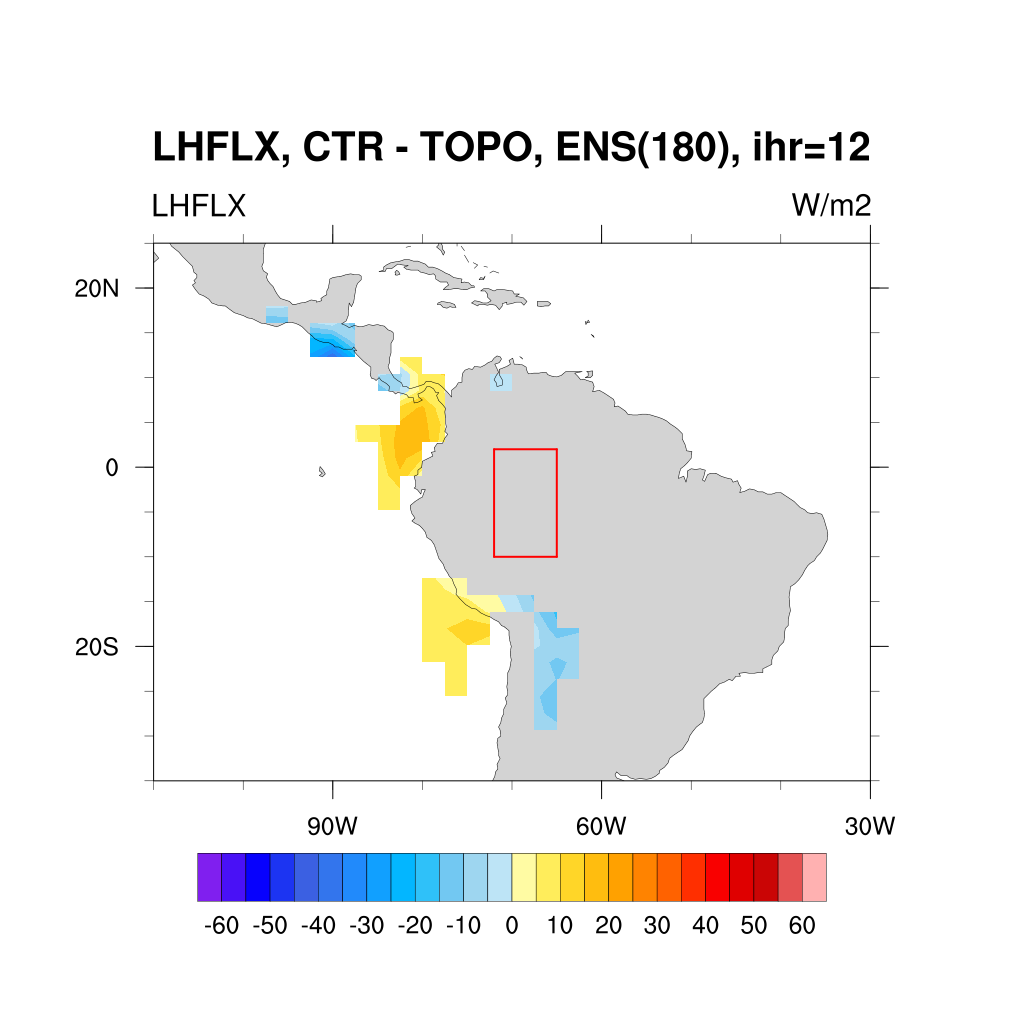 LHFLX, CTR - TOPO, ENS(180), ihr=12
LHFLX W/m2
20N
0
20S
90W 60W 30W
-60 -50 -40 -30 -20 -10 0 10 20 30 40 50 60